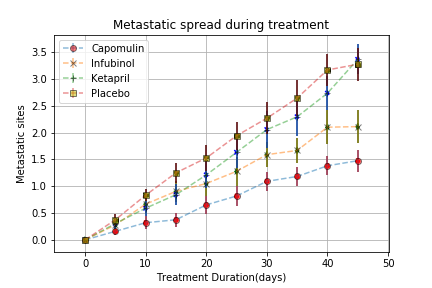 Metastatic spread during treatment
Capomulin
Infubinol
Ketapril
Placebo
Metastatic sites
3.5
3.0
2.5
2.0
1.5
1.0
0.5
0.0
0 10 20 30 40 50
Treatment Duration(days)